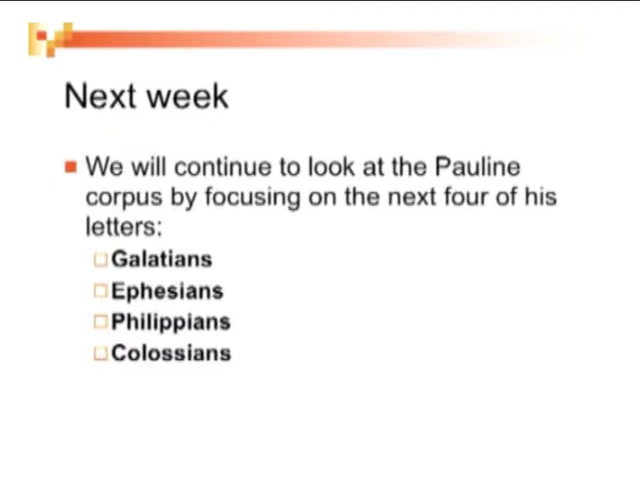 Next week
We will continue to look at the Pauline
corpus by focusing on the next four of his
letters:
Galatians
Ephesians
Philippians
Colossians